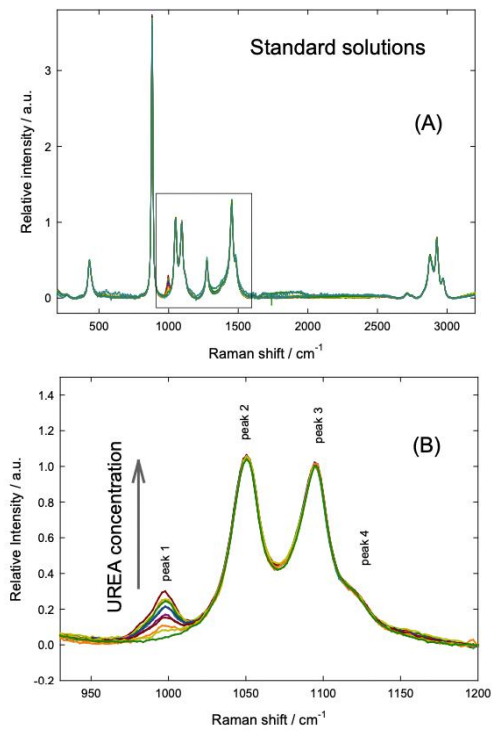 Standard solutions
(A)
3
2
1
0
Relative intensity / a.u.
500 1000 1500 2000 2500 3000
Raman shift / cm-1
(B)
peak 1
peak 2
peak 3
peak 4
UREA concentration
1.4
1.2
1.0
0.8
0.6
0.4
0.2
0.0
-0.2
Relative Intensity / a.u.
950 1000 1050 1100 1150 1200
Raman shift / cm-1